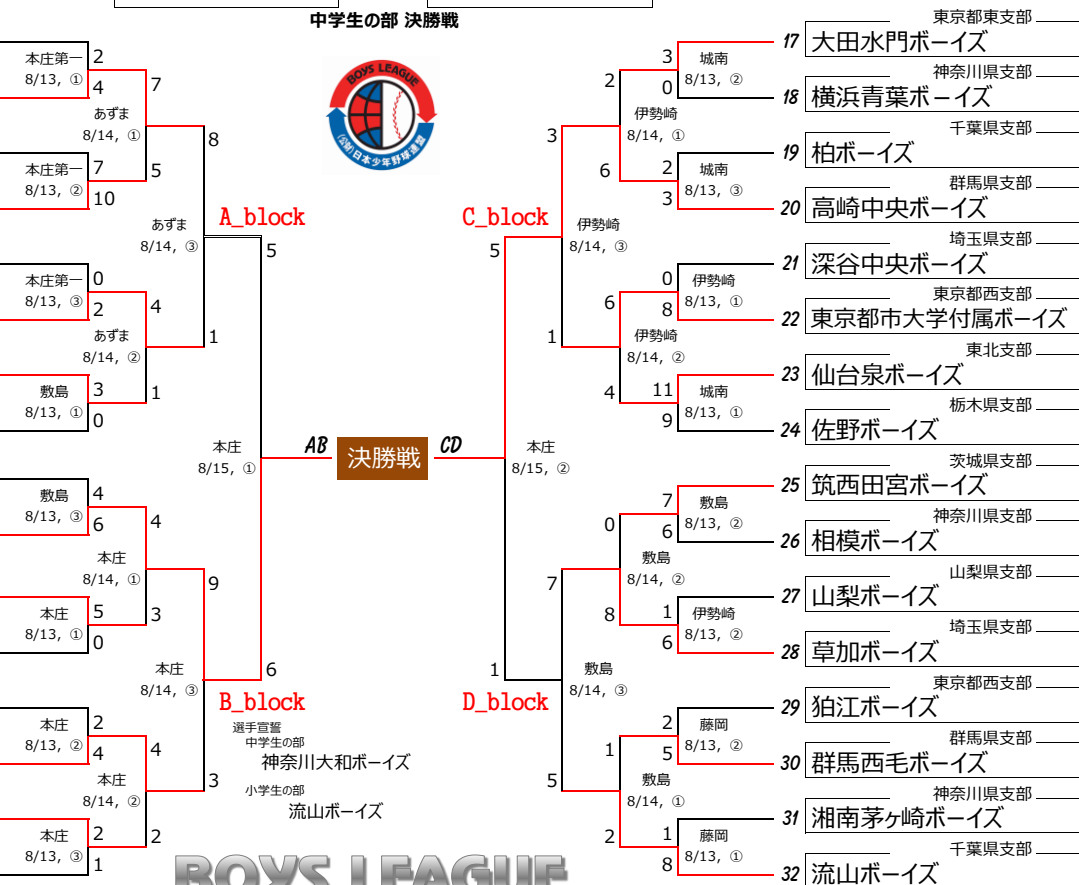 中学生の部 決勝戦
BOYS LEAGUE
(公財)日本少年野球連盟
本庄第一 2
8/13, ① 4
7
あずま
8/14, ①
本庄第一 7
8/13, ② 10
5
8
あずま
8/14, ③
A_block
5
本庄第一 0
8/13, ③ 2
4
あずま
8/14, ②
1
敷島 3
8/13, ① 0
1
本庄
8/15, ①
AB
決勝戦
CD
敷島 4
8/13, ③ 6
4
本庄
8/14, ①
9
本庄 5
8/13, ① 0
3
本庄
8/14, ③
6
B_block
本庄 2
8/13, ② 4
4
本庄
8/14, ②
3
本庄 2
8/13, ③ 1
2
選手宣誓
中学生の部
神奈川大和ボーイズ
小学生の部
流山ボーイズ
BOYS LEAGUE
東京都東支部
17 大田水門ボーイズ
3 城南
0 8/13, ②
神奈川県支部
18 横浜青葉ボーイズ
2
伊勢崎
8/14, ①
3
千葉県支部
19 柏ボーイズ
6
2 城南
3 8/13, ③
群馬県支部
20 高崎中央ボーイズ
C_block
伊勢崎
8/14, ③
5
埼玉県支部
21 深谷中央ボーイズ
0 伊勢崎
8 8/13, ①
東京都西支部
22 東京都市大学付属ボーイズ
6
伊勢崎
8/14, ②
1
東北支部
23 仙台泉ボーイズ
4
11 城南
9 8/13, ①
栃木県支部
24 佐野ボーイズ
本庄
8/15, ②
茨城県支部
25 筑西田宮ボーイズ
7 敷島
6 8/13, ②
神奈川県支部
26 相模ボーイズ
0
敷島
8/14, ②
7
山梨県支部
27 山梨ボーイズ
8
1 伊勢崎
6 8/13, ②
埼玉県支部
28 草加ボーイズ
1
D_block
敷島
8/14, ③
東京都西支部
29 狛江ボーイズ
2 藤岡
5 8/13, ②
群馬県支部
30 群馬西毛ボーイズ
1
敷島
8/14, ①
5
神奈川県支部
31 湘南茅ヶ崎ボーイズ
2
1 藤岡
8 8/13, ①
千葉県支部
32 流山ボーイズ